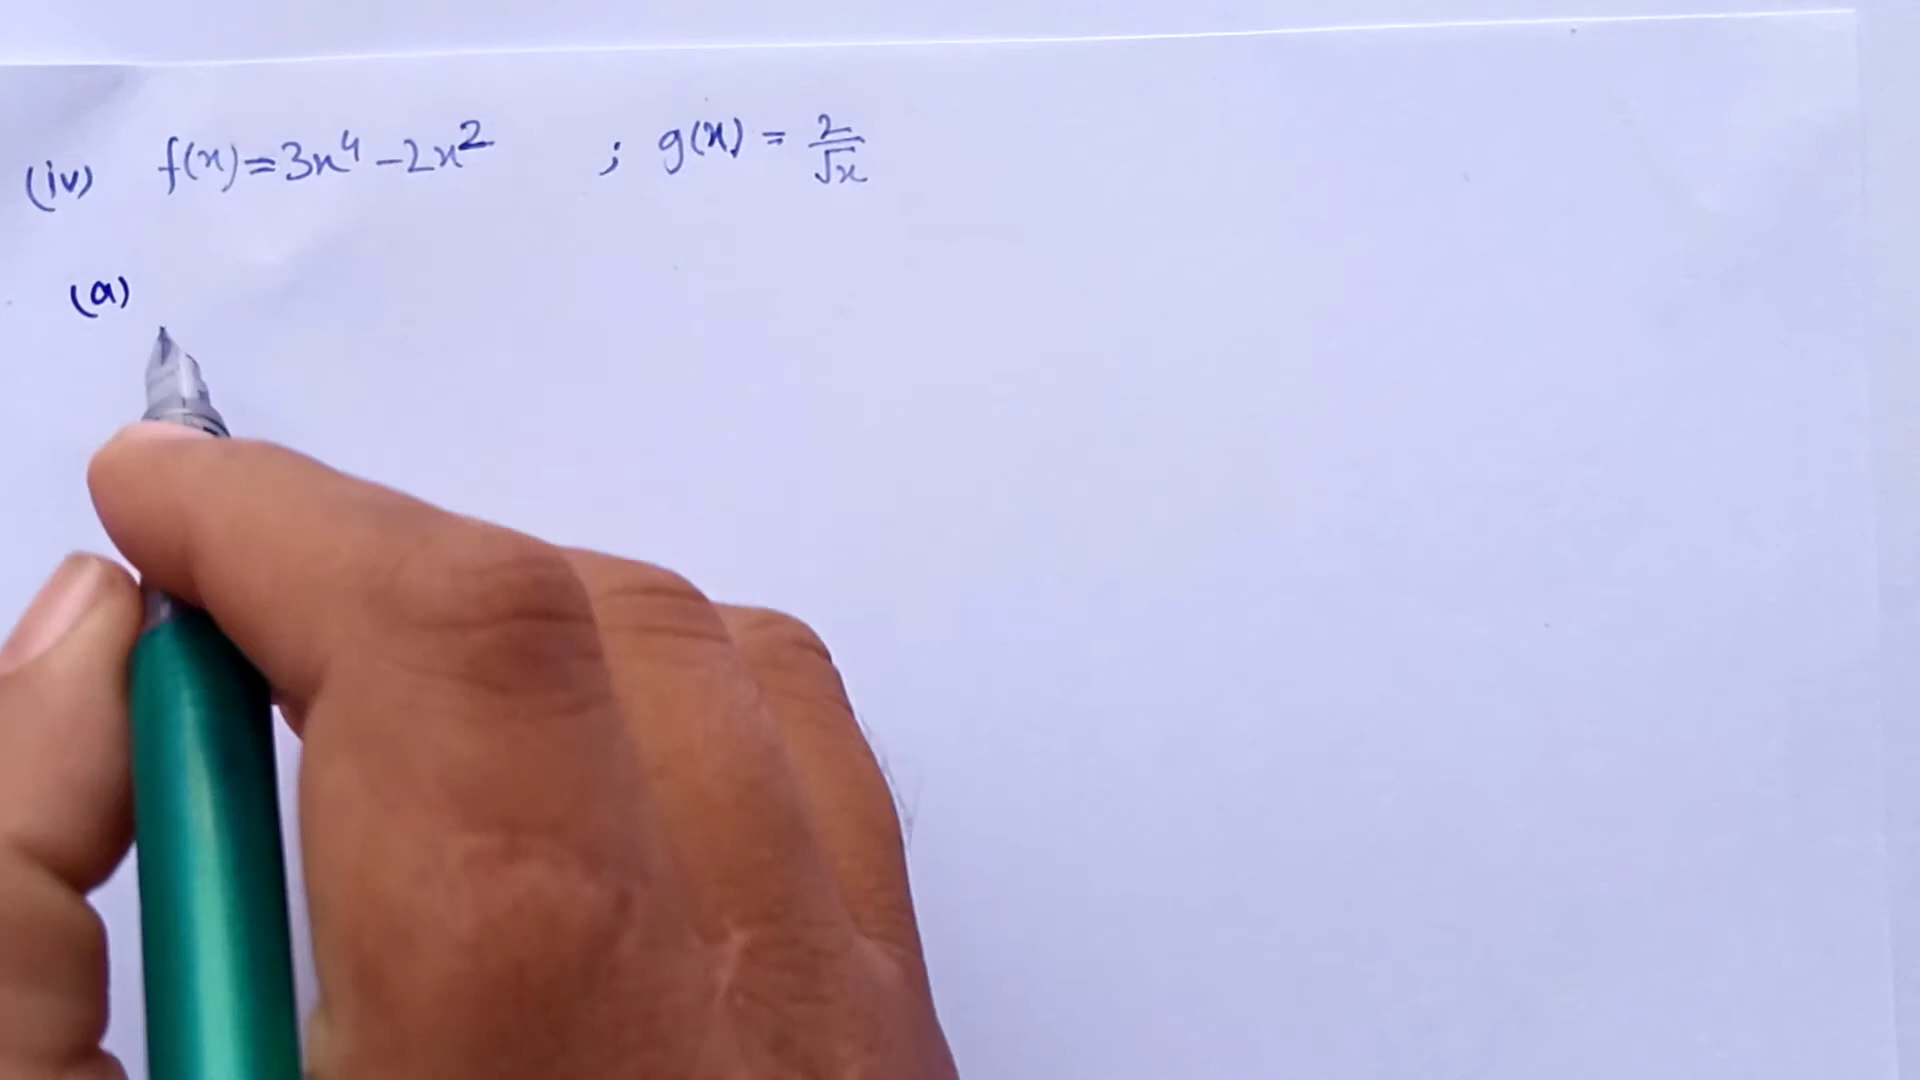 (iv) f(x)=3x⁴-2x² ; g(x) = 2/√x
(a)